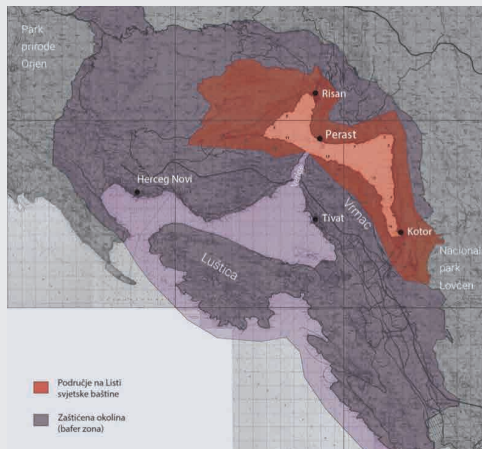 Park
prirode
Orjen
Risan
Perast
Herceg Novi
Tivat
Vrmac
Kotor
Luštica
Nacional
park
Lovćen
Područje na Listi
svjetske baštine
Zaštićena okolina
(bafer zona)